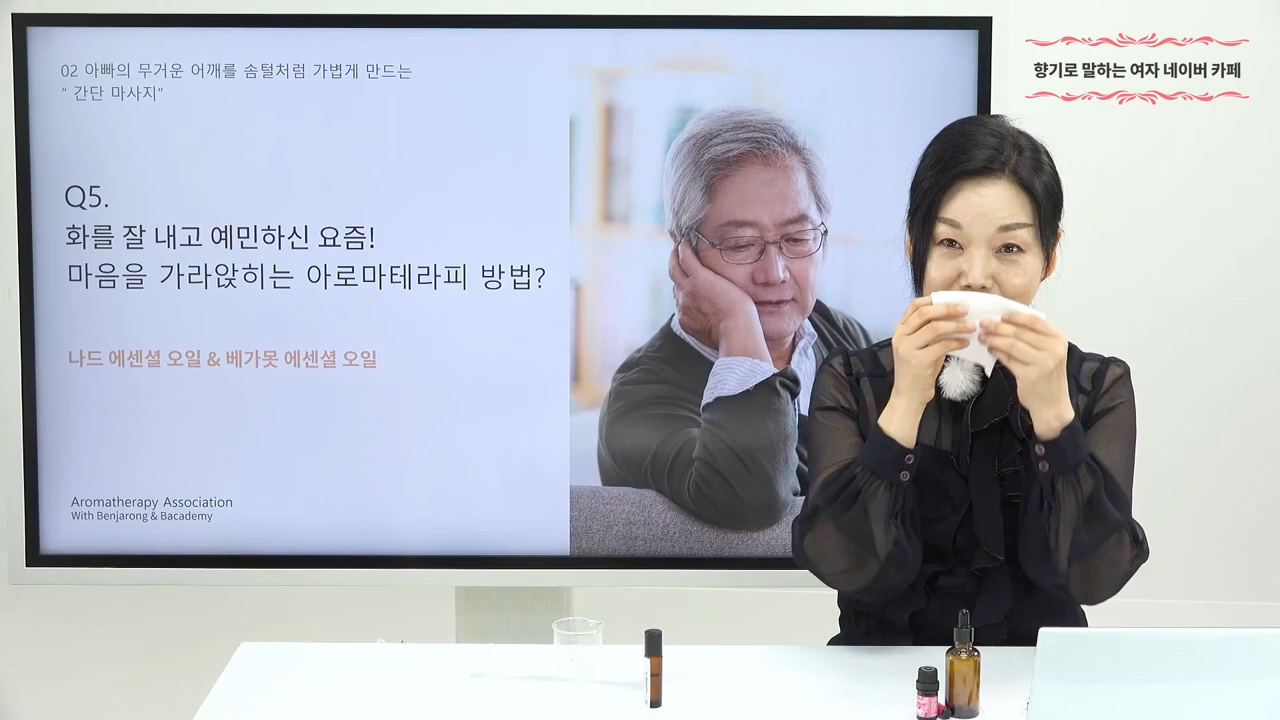 02 아빠의 무거운 어깨를 솜털처럼 가볍게 만드는
“ 간단 마사지”
향기로 말하는 여자 네이버 카페
Q5.
화를 잘 내고 예민하신 요즘!
마음을 가라앉히는 아로마테라피 방법?
나드 에센셜 오일 & 베가못 에센셜 오일
Aromatherapy Association
With Benjarong & Bacademy